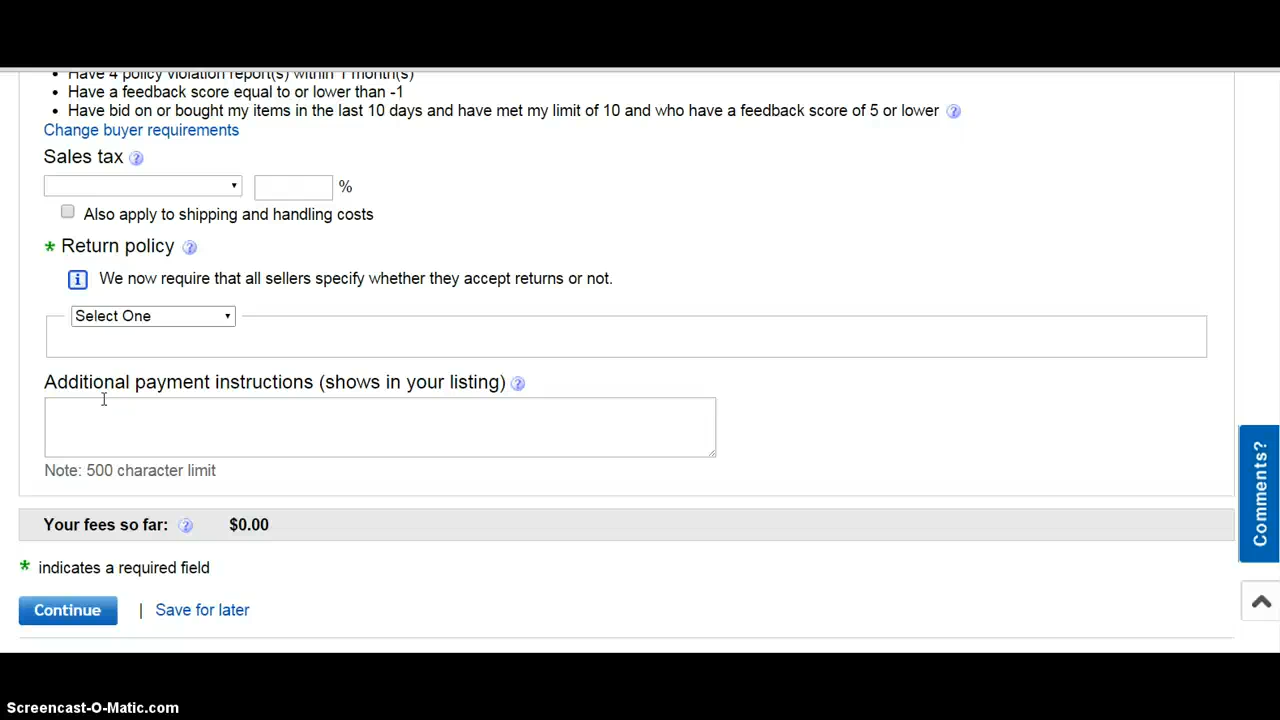 Have 4 policy violation report(s) within 1 month(s)
Have a feedback score equal to or lower than -1
Have bid on or bought my items in the last 10 days and have met my limit of 10 and who have a feedback score of 5 or lower ?
Change buyer requirements
Sales tax ?
%
Also apply to shipping and handling costs
* Return policy ?
i We now require that all sellers specify whether they accept returns or not.
Select One
Additional payment instructions (shows in your listing) ?
Note: 500 character limit
Your fees so far: ? $0.00
* indicates a required field
Continue | Save for later
Comments?
Screencast-O-Matic.com